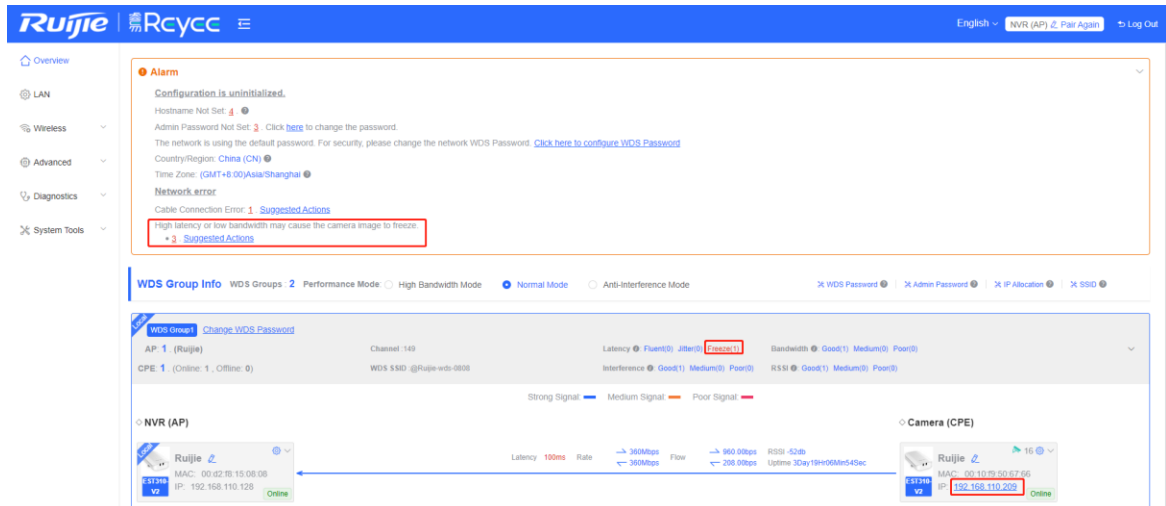 Ruijie | Reyee English NVR (AP) Pair Again Log Out
Overview
LAN
Wireless
Advanced
Diagnostics
System Tools
Alarm
Configuration is uninitialized.
Hostname Not Set: 4
Admin Password Not Set: 3 . Click here to change the password.
The network is using the default password. For security, please change the network WDS Password. Click here to configure WDS Password
Country/Region: China (CN)
Time Zone: (GMT+8:00)Asia/Shanghai
Network error
Cable Connection Error: 1 Suggested Actions
High latency or low bandwidth may cause the camera image to freeze.
• 3 Suggested Actions
WDS Group Info WDS Groups : 2 Performance Mode: High Bandwidth Mode Normal Mode Anti-Interference Mode WDS Password Admin Password IP Allocation SSID
Local WDS Group1 Change WDS Password
AP: 1 . (Ruijie) Channel :149 Latency : Fluent(0) Jitter(0) Freeze(1) Bandwidth : Good(1) Medium(0) Poor(0)
CPE: 1 . (Online: 1 , Offline: 0) WDS SSID :@Ruijie-wds-0808 Interference : Good(1) Medium(0) Poor(0) RSSI : Good(1) Medium(0) Poor(0)
Strong Signal: Medium Signal: Poor Signal:
NVR (AP) Camera (CPE)
Local
Ruijie
MAC: 00:d2:f8:15:08:08
IP: 192.168.110.128
EST310-V2
Online
Latency 100ms Rate 360Mbps 360Mbps Flow 960.00bps 208.00bps RSSI -52db Uptime 3Day19Hr06Min54Sec
16
Ruijie
MAC: 00:10:f9:50:67:66
IP: 192.168.110.209
EST310-V2
Online